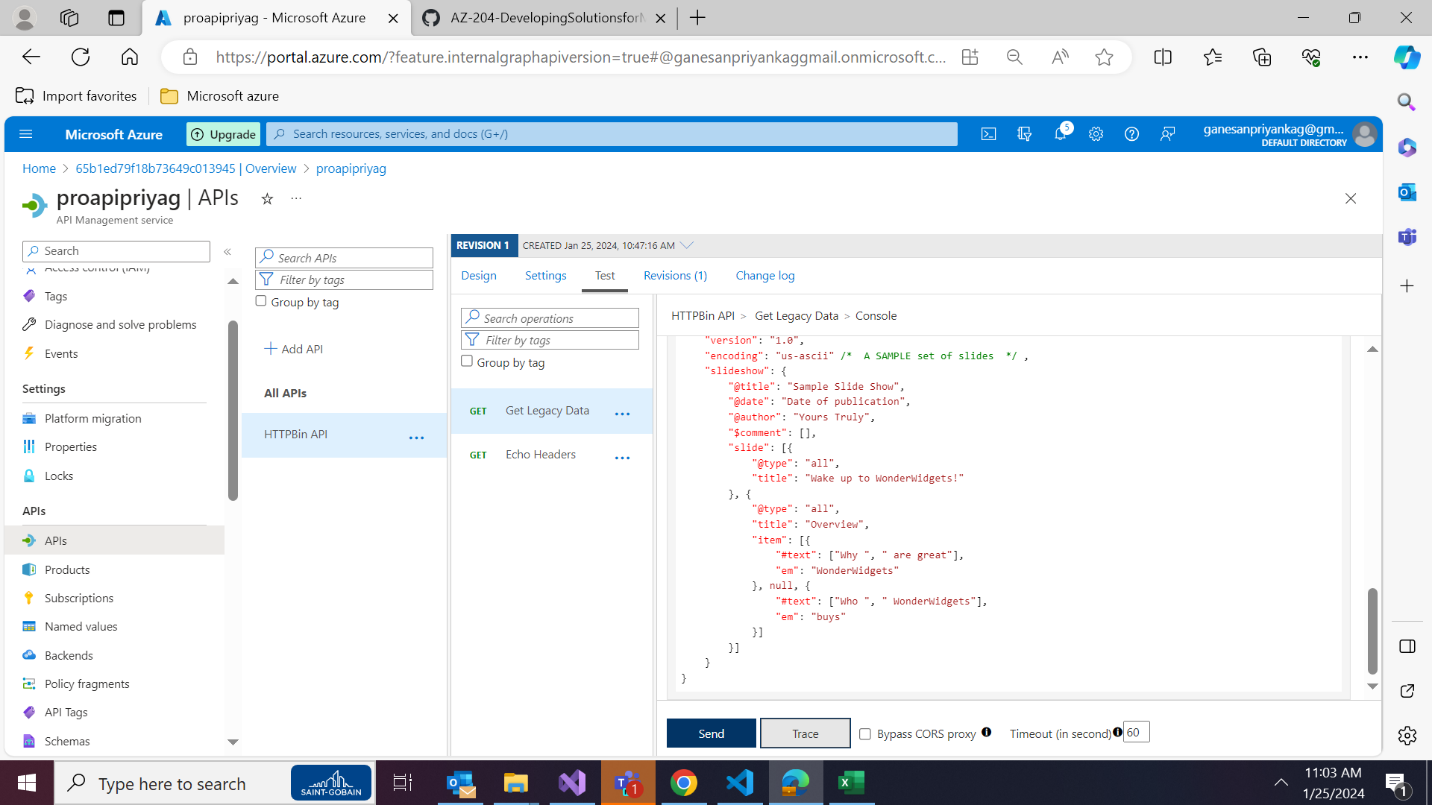 proapipriyag - Microsoft Azure
AZ-204-DevelopingSolutionsforM
https://portal.azure.com/?feature.internalgraphapiversion=true#@ganesanpriyankaggmail.onmicrosoft.c...
Import favorites
Microsoft azure
Microsoft Azure
Upgrade
Search resources, services, and docs (G+/)
5
ganesanpriyankag@gm...
DEFAULT DIRECTORY
Home > 65b1ed79f18b73649c013945 | Overview > proapipriyag
proapipriyag | APIs
API Management service
Search
Access control (IAM)
Tags
Diagnose and solve problems
Events
Settings
Platform migration
Properties
Locks
APIs
APIs
Products
Subscriptions
Named values
Backends
Policy fragments
API Tags
Schemas
Search APIs
Filter by tags
Group by tag
Add API
All APIs
HTTPBin API
REVISION 1
CREATED Jan 25, 2024, 10:47:16 AM
Design
Settings
Test
Revisions (1)
Change log
Search operations
Filter by tags
Group by tag
GET Get Legacy Data
GET Echo Headers
HTTPBin API > Get Legacy Data > Console
"version": "1.0",
"encoding": "us-ascii" /* A SAMPLE set of slides */ ,
"slideshow": {
"@title": "Sample Slide Show",
"@date": "Date of publication",
"@author": "Yours Truly",
"$comment": [],
"slide": [{
"@type": "all",
"title": "Wake up to WonderWidgets!"
}, {
"@type": "all",
"title": "Overview",
"item": [{
"#text": ["Why ", " are great"],
"em": "WonderWidgets"
}, null, {
"#text": ["Who ", " WonderWidgets"],
"em": "buys"
}]
}]
}
}
Send
Trace
Bypass CORS proxy
Timeout (in second)
60
Type here to search
SAINT-GOBAIN
1
11:03 AM
1/25/2024
1